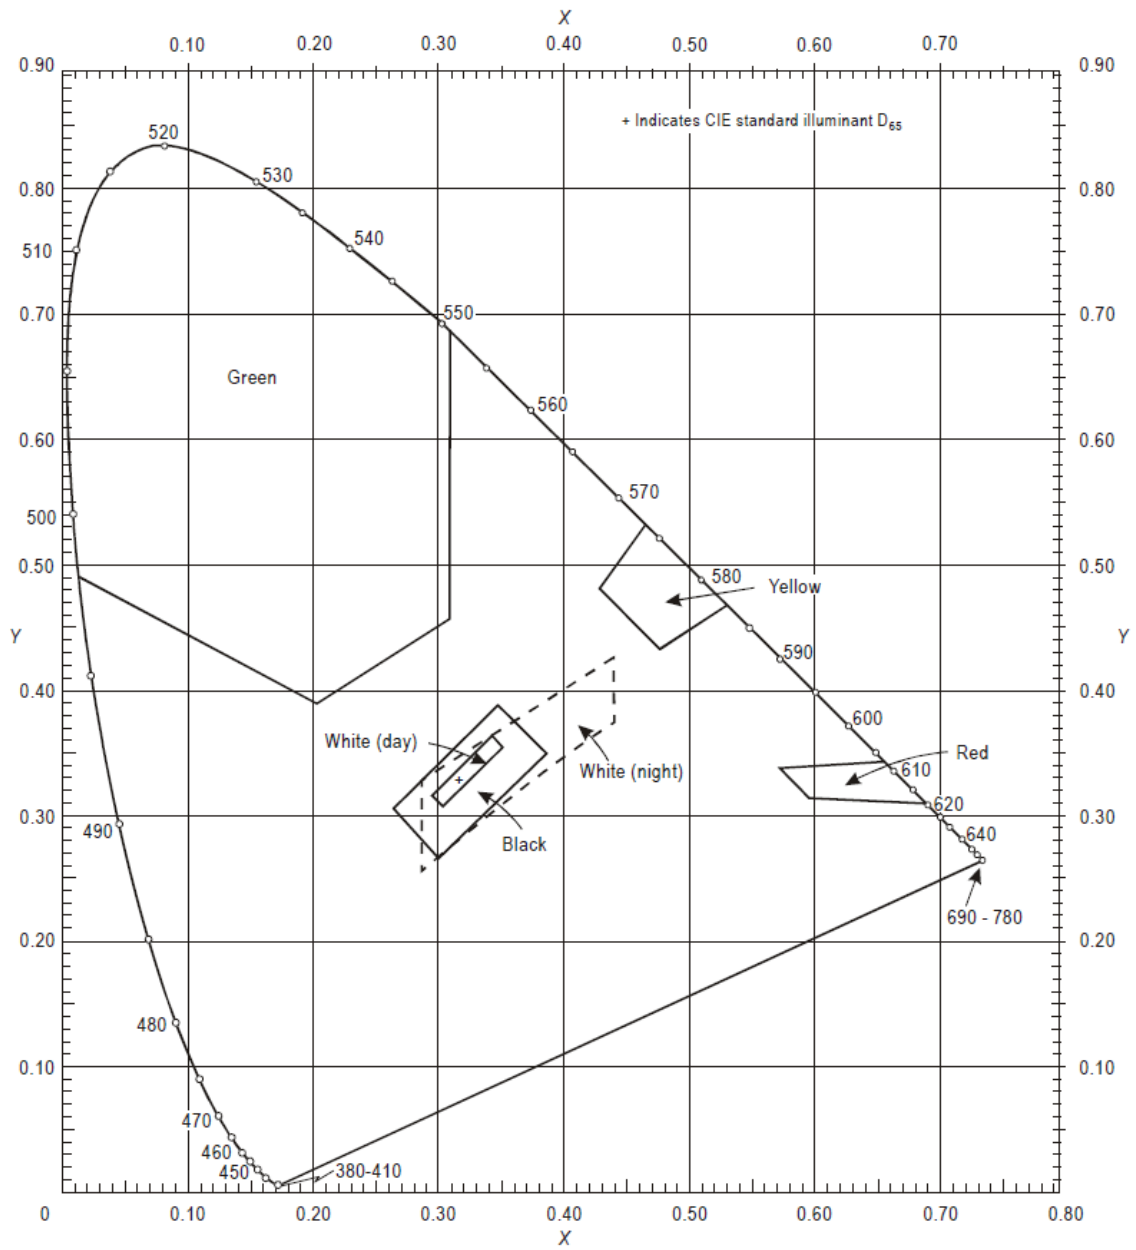 X
0.10 0.20 0.30 0.40 0.50 0.60 0.70
0.90 0.90
+ Indicates CIE standard illuminant D65
520
530
0.80 0.80
540
510
550
0.70 0.70
Green
560
0.60 0.60
570
500
0.50 580 0.50
Yellow
Y Y
590
0.40 0.40
600
White (day)
Red
White (night) 610
0.30 620 0.30
490
Black
640
690 - 780
0.20 0.20
480
0.10 0.10
470
460
450 380-410
0 0.10 0.20 0.30 0.40 0.50 0.60 0.70 0.80
X